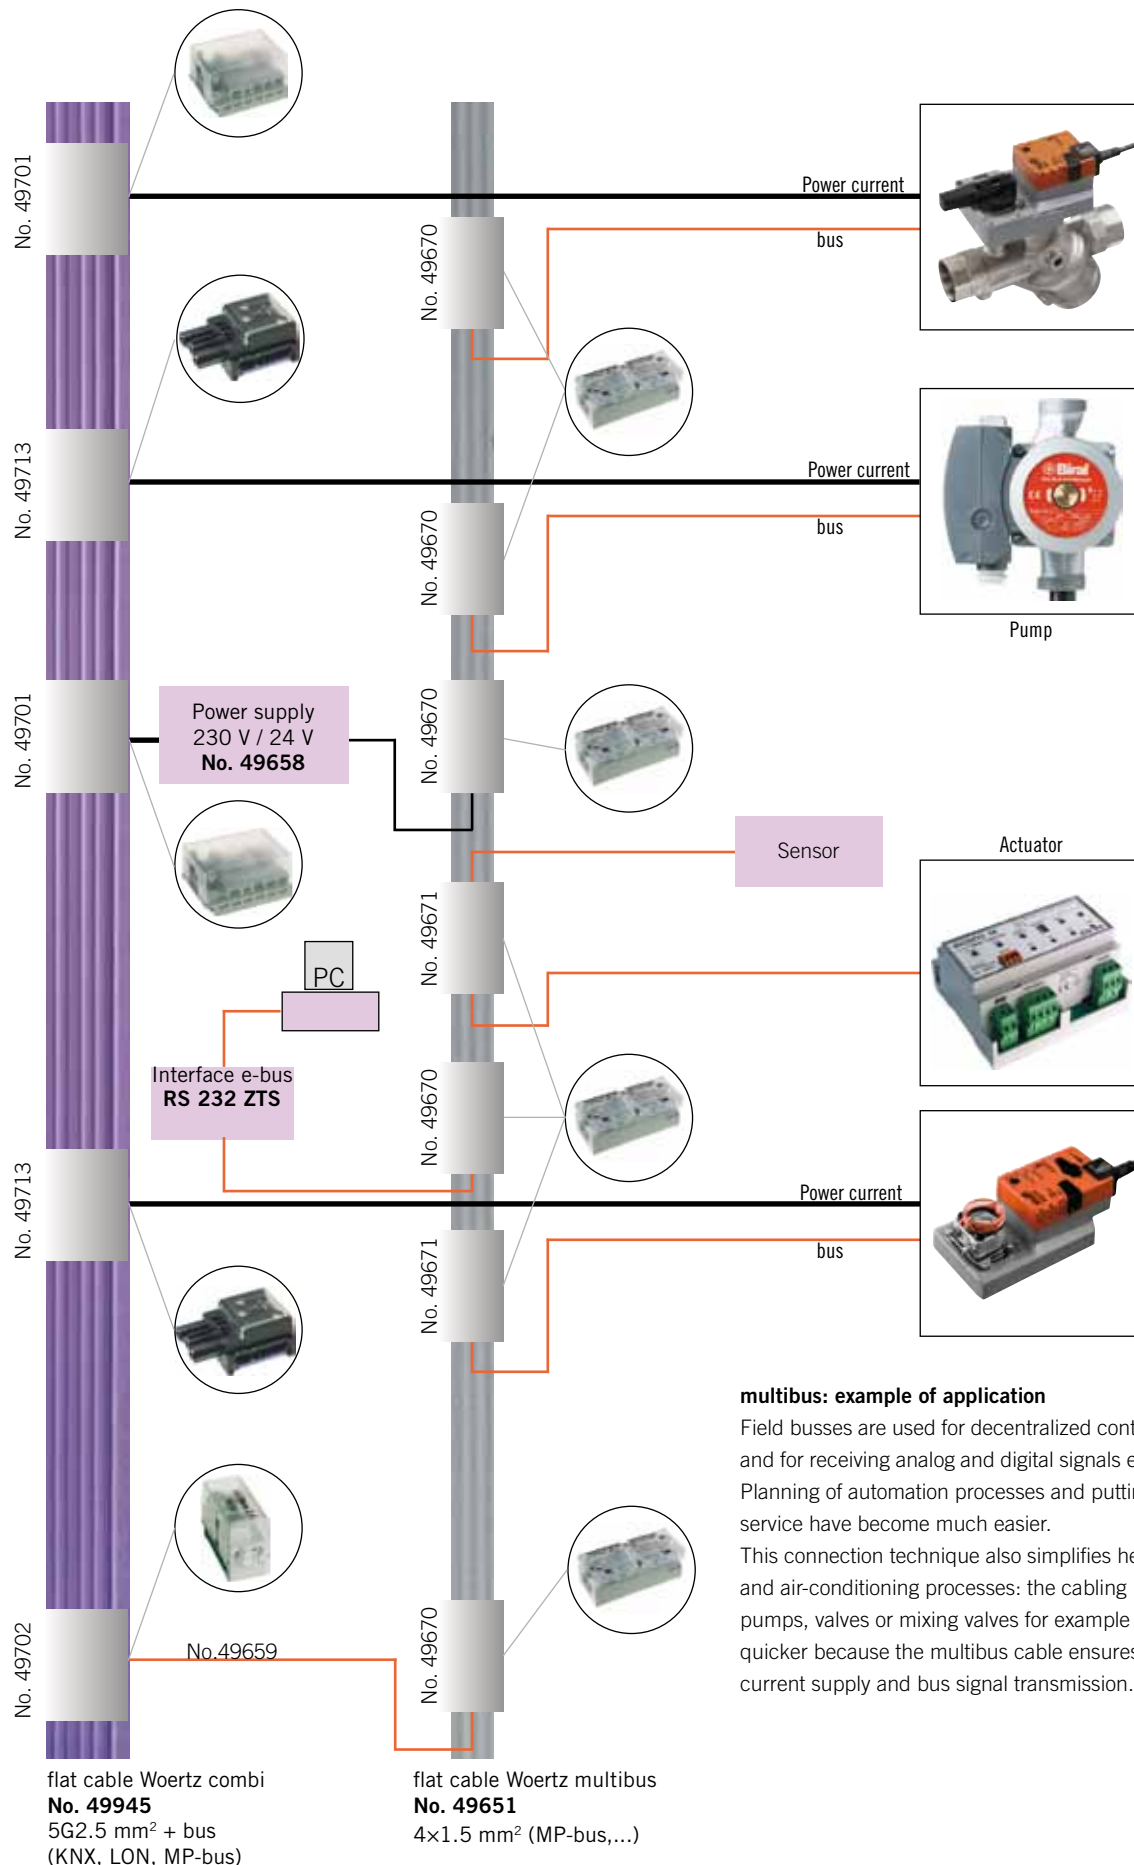 No. 49701
Power current
bus
No. 49670
No. 49713
Power current
Biral
bus
No. 49670
Pump
No. 49701
Power supply
230 V / 24 V
No. 49658
No. 49670
Sensor
Actuator
No. 49671
PC
Interface e-bus
RS 232 ZTS
No. 49670
No. 49713
Power current
bus
No. 49671
multibus: example of application
Field busses are used for decentralized cont
and for receiving analog and digital signals e
Planning of automation processes and puttin
service have become much easier.
This connection technique also simplifies he
and air-conditioning processes: the cabling
pumps, valves or mixing valves for example
quicker because the multibus cable ensures
current supply and bus signal transmission.
No. 49702
No.49659
No. 49670
flat cable Woertz combi
No. 49945
5G2.5 mm² + bus
(KNX, LON, MP-bus)
flat cable Woertz multibus
No. 49651
4×1.5 mm² (MP-bus,...)